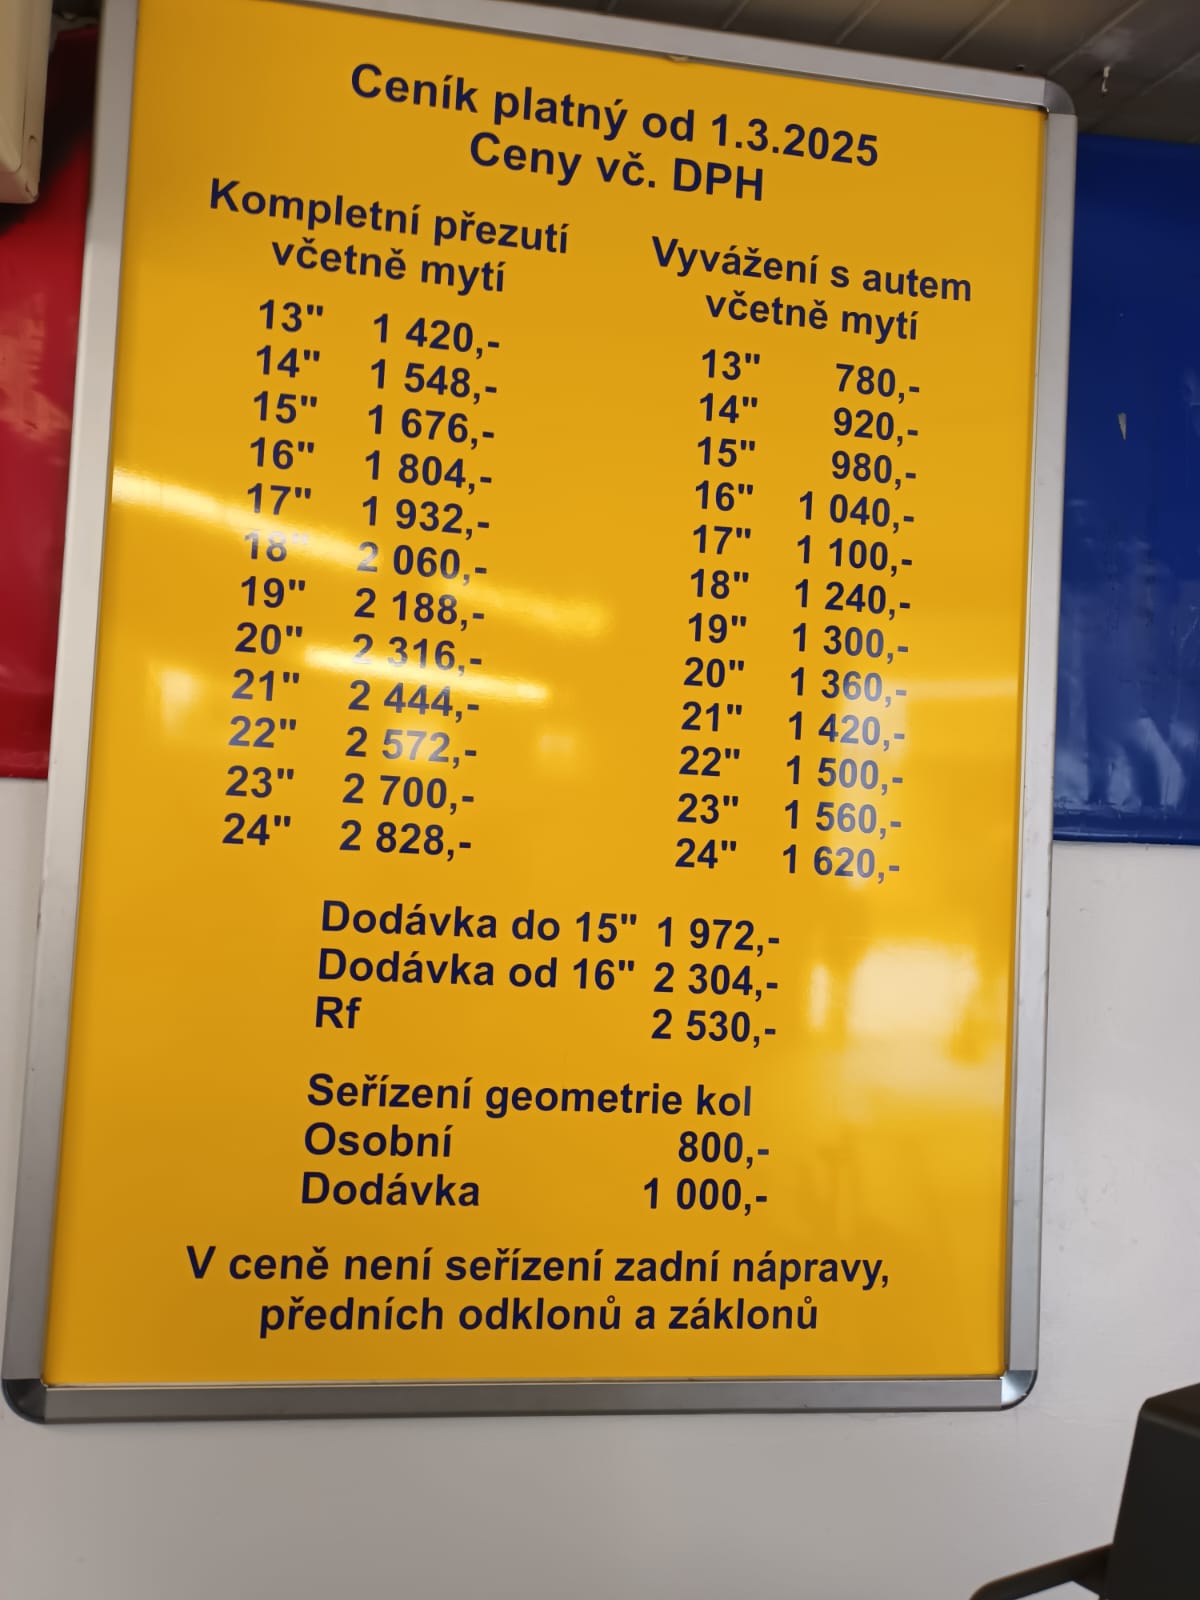 Ceník platný od 1.3.2025
Ceny vč. DPH
Kompletní přezutí
včetně mytí
13" 1 420,-
14" 1 548,-
15" 1 676,-
16" 1 804,-
17" 1 932,-
18" 2 060,-
19" 2 188,-
20" 2 316,-
21" 2 444,-
22" 2 572,-
23" 2 700,-
24" 2 828,-
Vyvážení s autem
včetně mytí
13" 780,-
14" 920,-
15" 980,-
16" 1 040,-
17" 1 100,-
18" 1 240,-
19" 1 300,-
20" 1 360,-
21" 1 420,-
22" 1 500,-
23" 1 560,-
24" 1 620,-
Dodávka do 15" 1 972,-
Dodávka od 16" 2 304,-
Rf 2 530,-
Seřízení geometrie kol
Osobní 800,-
Dodávka 1 000,-
V ceně není seřízení zadní nápravy,
předních odklonů a záklonů